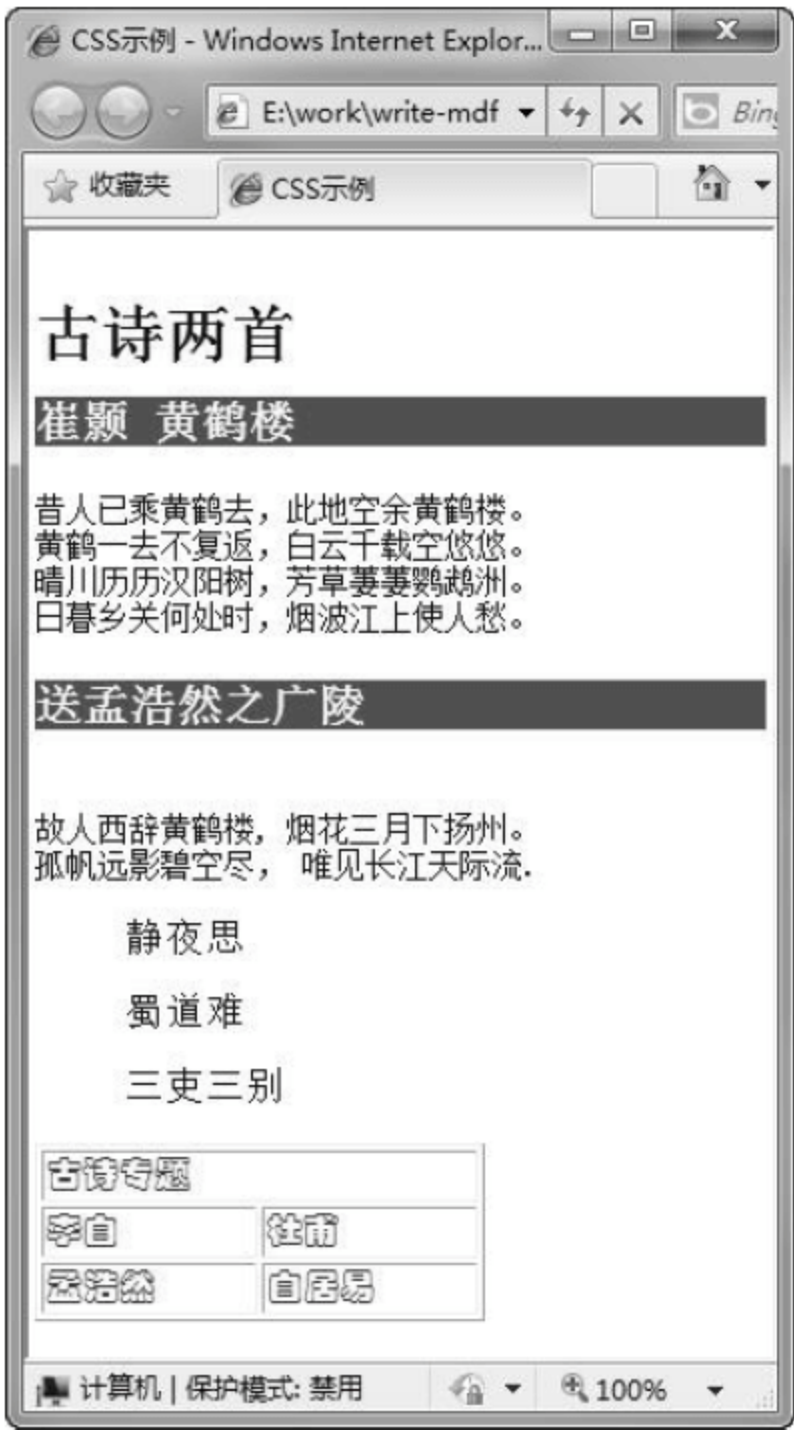 CSS示例 - Windows Internet Explor...
E:\work\write-mdf
Bing
收藏夹
CSS示例
古诗两首
崔颢 黄鹤楼
昔人已乘黄鹤去，此地空余黄鹤楼。
黄鹤一去不复返，白云千载空悠悠。
晴川历历汉阳树，芳草萋萋鹦鹉洲。
日暮乡关何处时，烟波江上使人愁。
送孟浩然之广陵
故人西辞黄鹤楼, 烟花三月下扬州。
孤帆远影碧空尽， 唯见长江天际流.
静夜思
蜀道难
三吏三别
古诗专题
李白 杜甫
孟浩然 白居易
计算机 | 保护模式: 禁用 100%